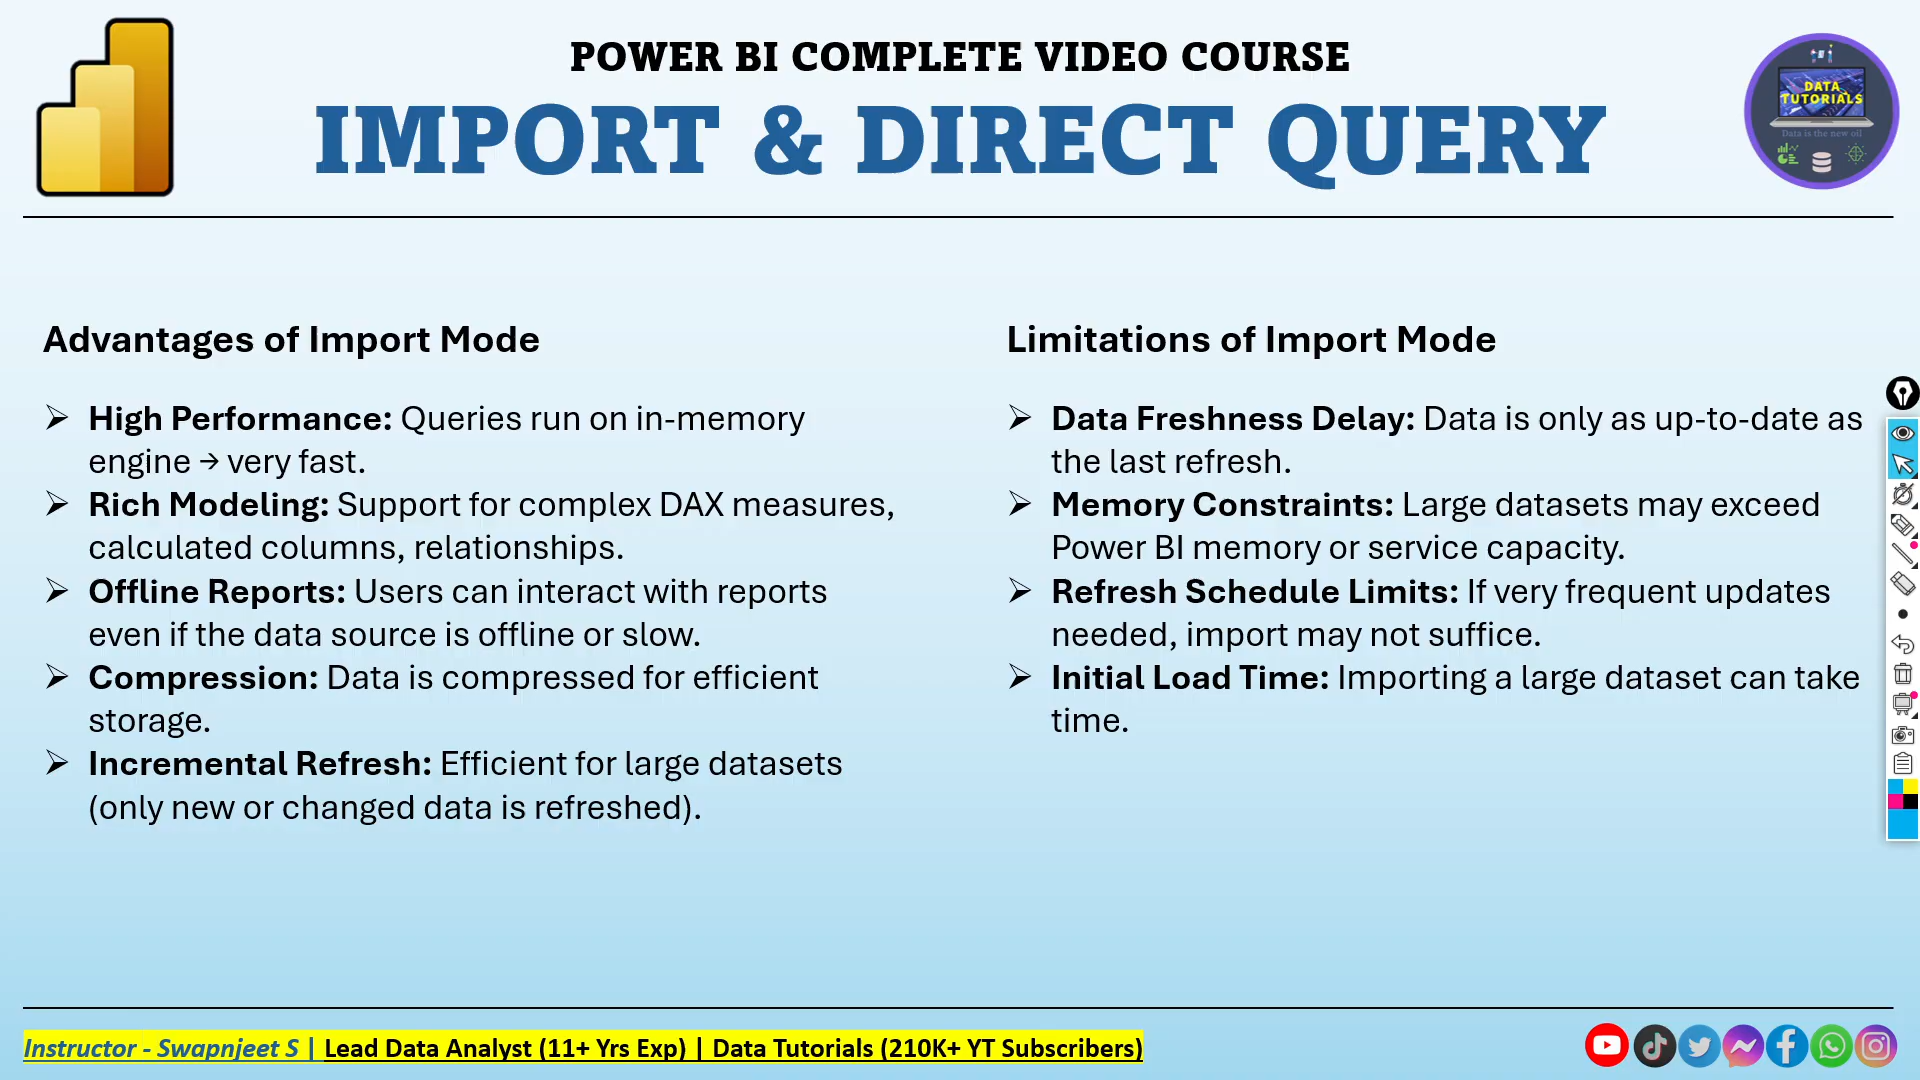 POWER BI COMPLETE VIDEO COURSE
IMPORT & DIRECT QUERY
DATA
TUTORIALS
Data is the new oil
Advantages of Import Mode
➢ High Performance: Queries run on in-memory
engine → very fast.
➢ Rich Modeling: Support for complex DAX measures,
calculated columns, relationships.
➢ Offline Reports: Users can interact with reports
even if the data source is offline or slow.
➢ Compression: Data is compressed for efficient
storage.
➢ Incremental Refresh: Efficient for large datasets
(only new or changed data is refreshed).
Limitations of Import Mode
➢ Data Freshness Delay: Data is only as up-to-date as
the last refresh.
➢ Memory Constraints: Large datasets may exceed
Power BI memory or service capacity.
➢ Refresh Schedule Limits: If very frequent updates
needed, import may not suffice.
➢ Initial Load Time: Importing a large dataset can take
time.
Instructor - Swapnjeet S | Lead Data Analyst (11+ Yrs Exp) | Data Tutorials (210K+ YT Subscribers)